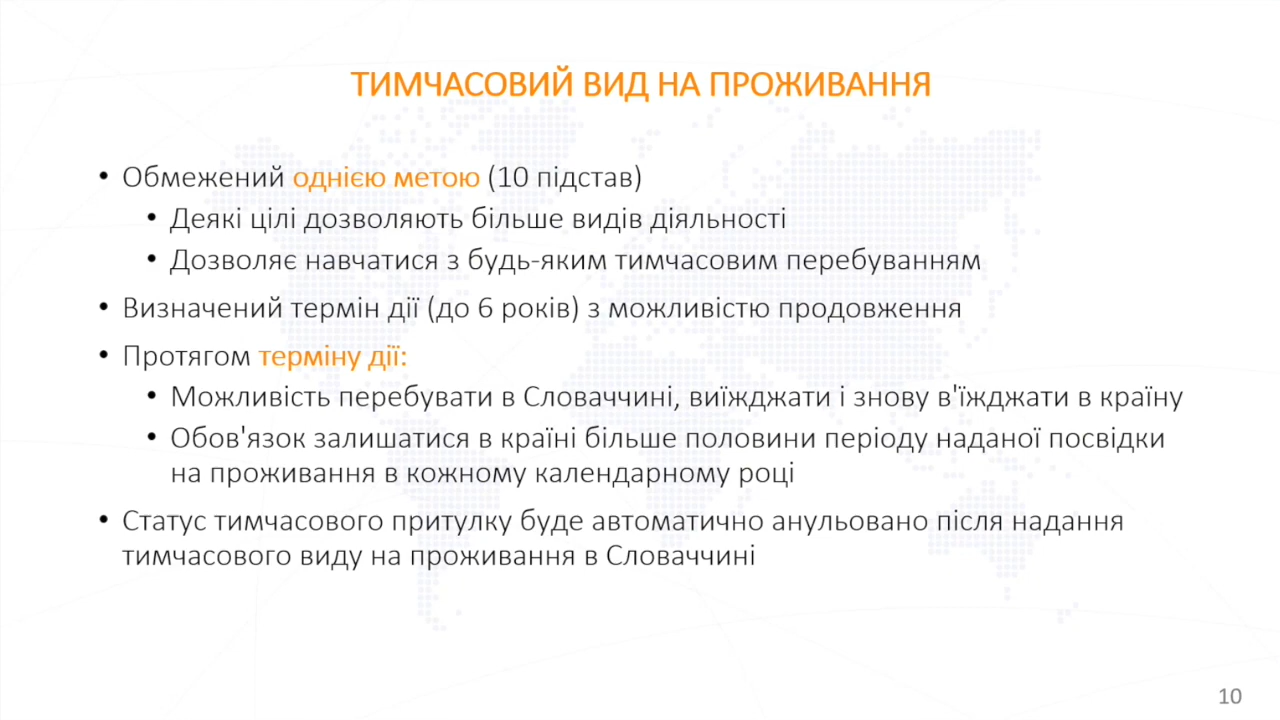 ТИМЧАСОВИЙ ВИД НА ПРОЖИВАННЯ
• Обмежений однією метою (10 підстав)
• Деякі цілі дозволяють більше видів діяльності
• Дозволяє навчатися з будь-яким тимчасовим перебуванням
• Визначений термін дії (до 6 років) з можливістю продовження
• Протягом терміну дії:
• Можливість перебувати в Словаччині, виїжджати і знову в'їжджати в країну
• Обов'язок залишатися в країні більше половини періоду наданої посвідки
на проживання в кожному календарному році
• Статус тимчасового притулку буде автоматично анульовано після надання
тимчасового виду на проживання в Словаччині
10